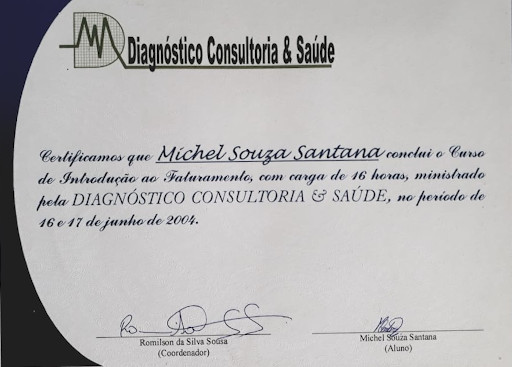 Diagnóstico Consultoria & Saúde
Certificamos que Michel Souza Santana conclui o Curso
de Introdução ao Faturamento, com carga de 16 horas, ministrado
pela DIAGNÓSTICO CONSULTORIA & SAÚDE, no período de
16 e 17 de junho de 2004.
Romilson da Silva Sousa
(Coordenador)
Michel Souza Santana
(Aluno)